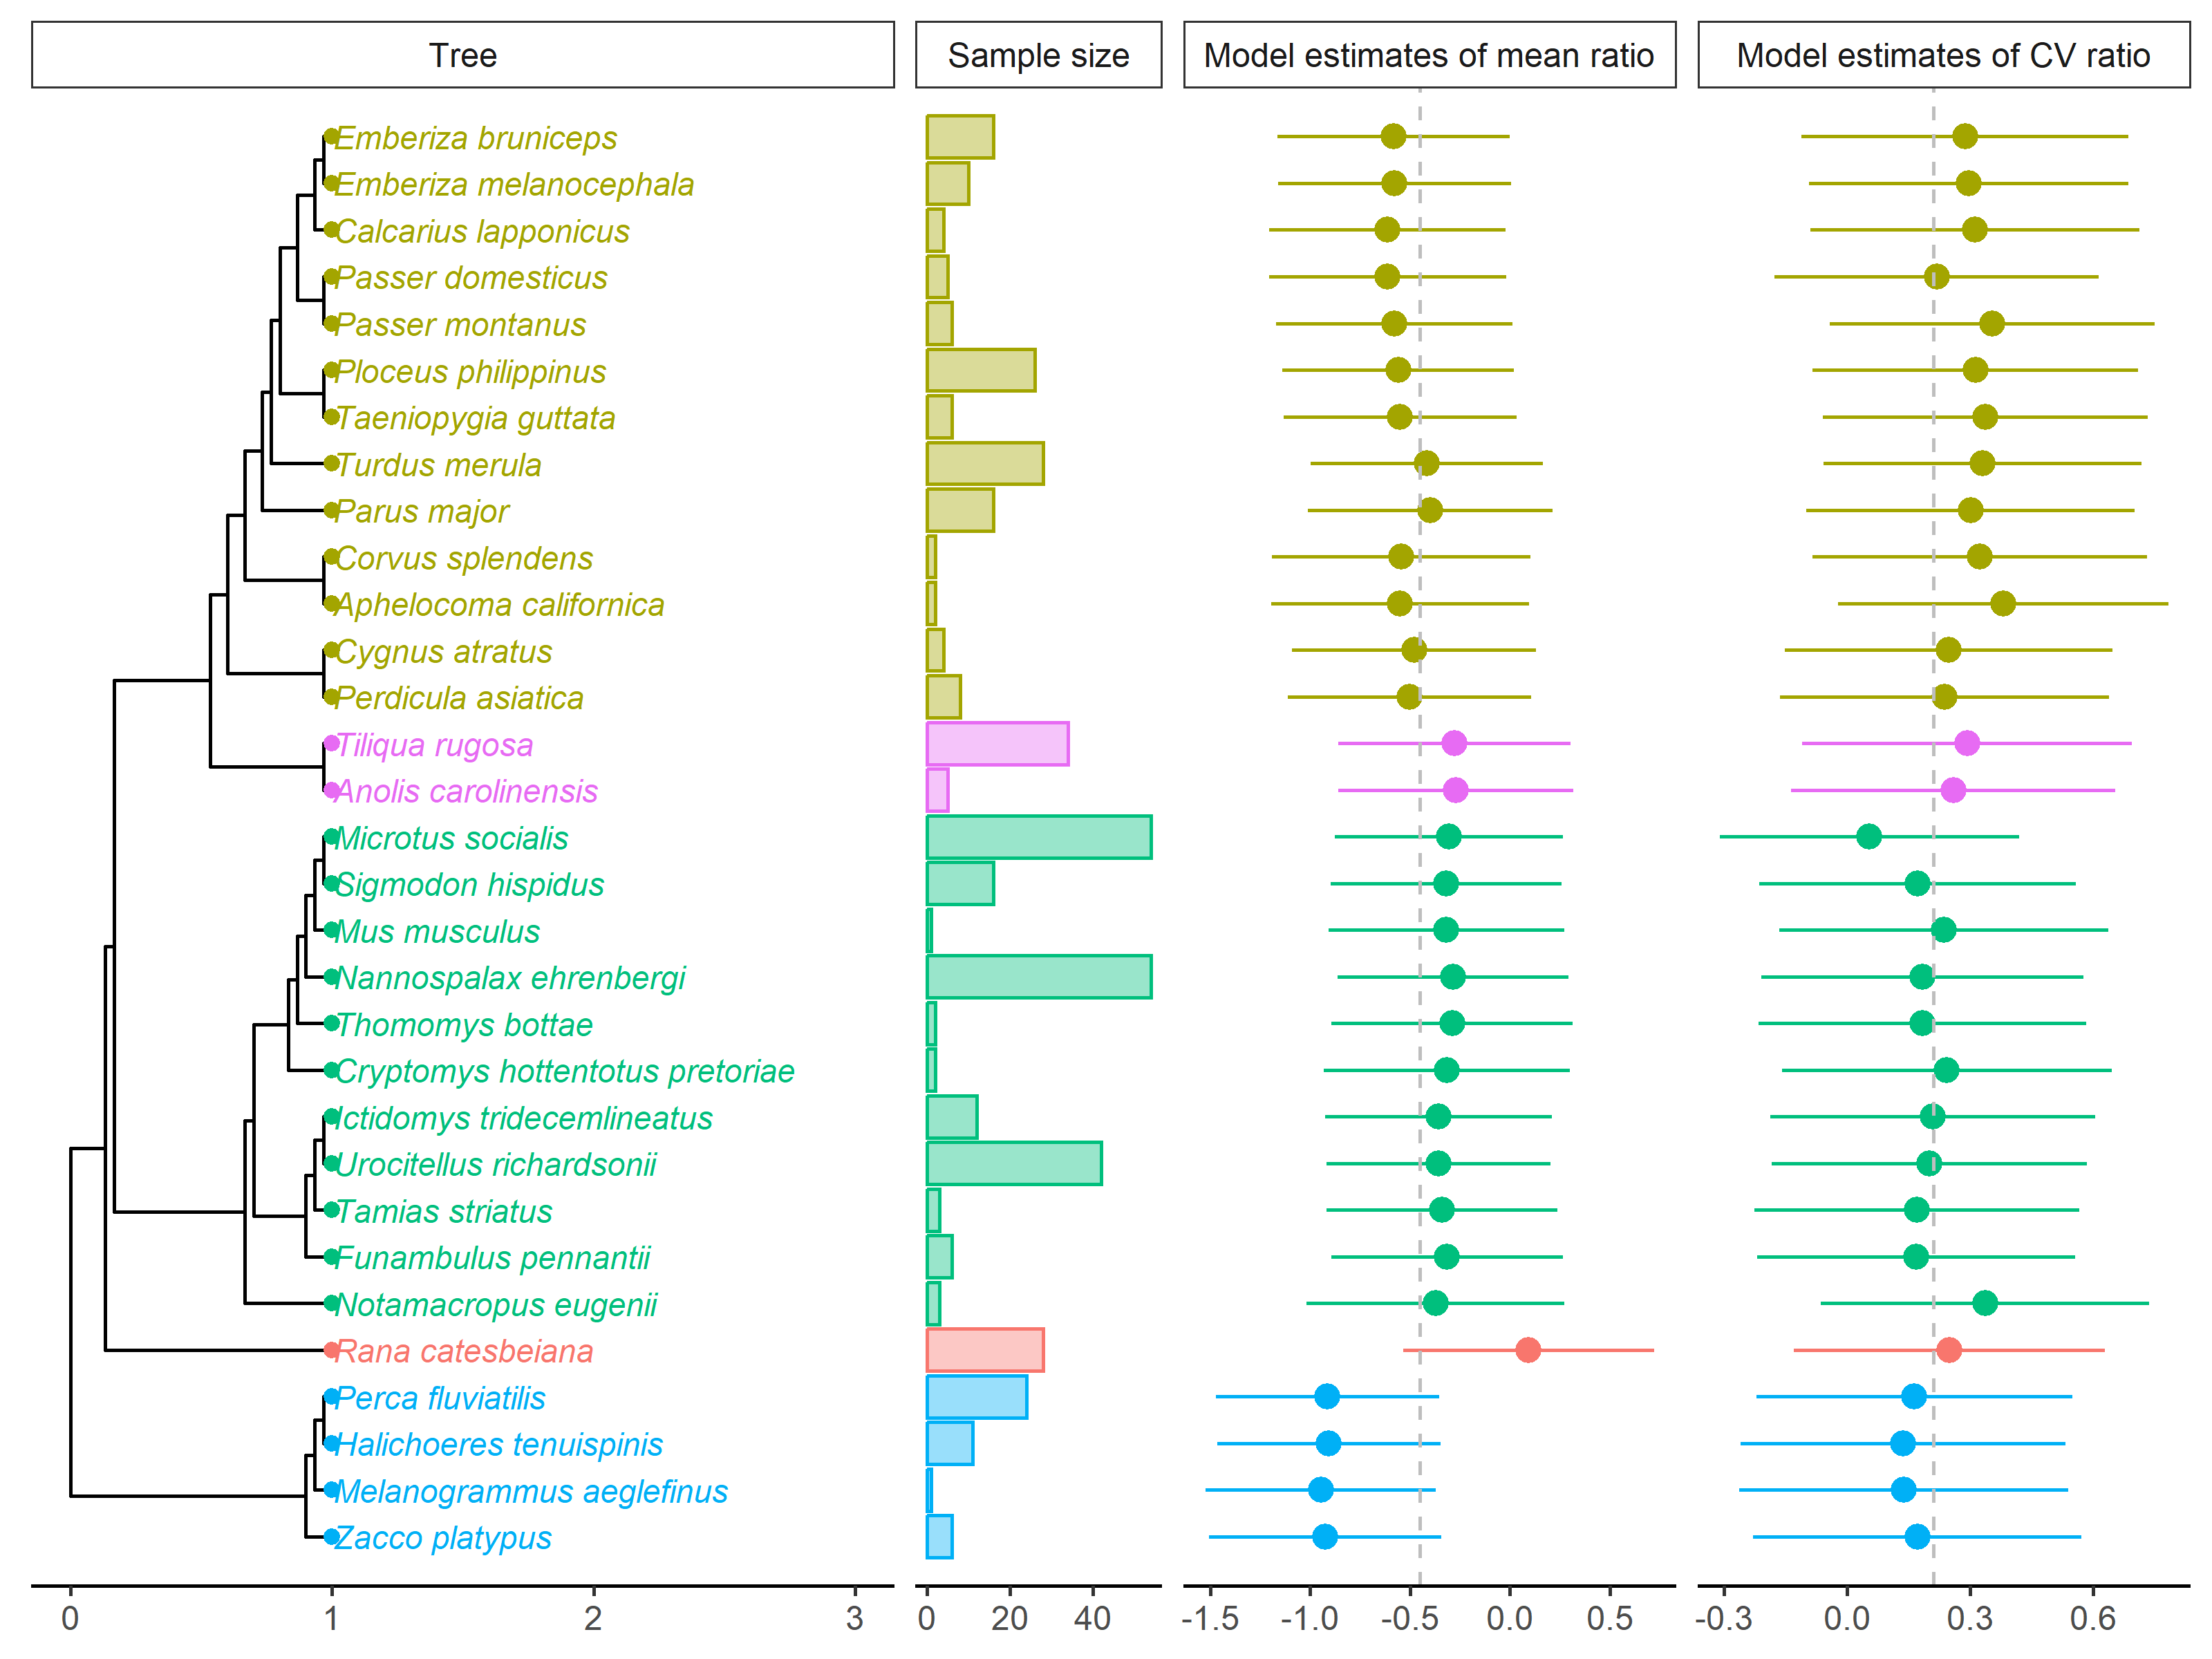 Tree
Sample size
Model estimates of mean ratio
Model estimates of CV ratio
Emberiza bruniceps
Emberiza melanocephala
Calcarius lapponicus
Passer domesticus
Passer montanus
Ploceus philippinus
Taeniopygia guttata
Turdus merula
Parus major
Corvus splendens
Aphelocoma californica
Cygnus atratus
Perdicula asiatica
Tiliqua rugosa
Anolis carolinensis
Microtus socialis
Sigmodon hispidus
Mus musculus
Nannospalax ehrenbergi
Thomomys bottae
Cryptomys hottentotus pretoriae
Ictidomys tridecemlineatus
Urocitellus richardsonii
Tamias striatus
Funambulus pennantii
Notamacropus eugenii
Rana catesbeiana
Perca fluviatilis
Halichoeres tenuispinis
Melanogrammus aeglefinus
Zacco platypus
0 1 2 3
0 20 40
-1.5 -1.0 -0.5 0.0 0.5
-0.3 0.0 0.3 0.6